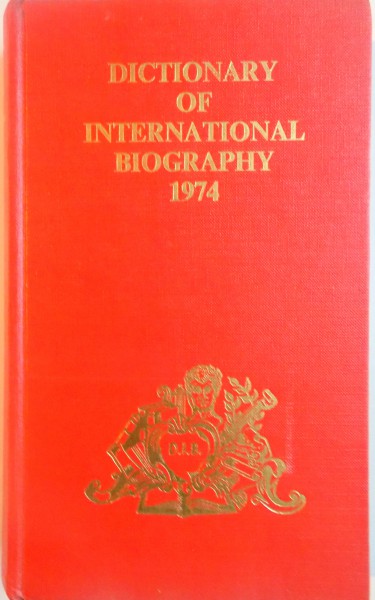 DICTIONARY
OF
INTERNATIONAL
BIOGRAPHY
1974
D.I.B.